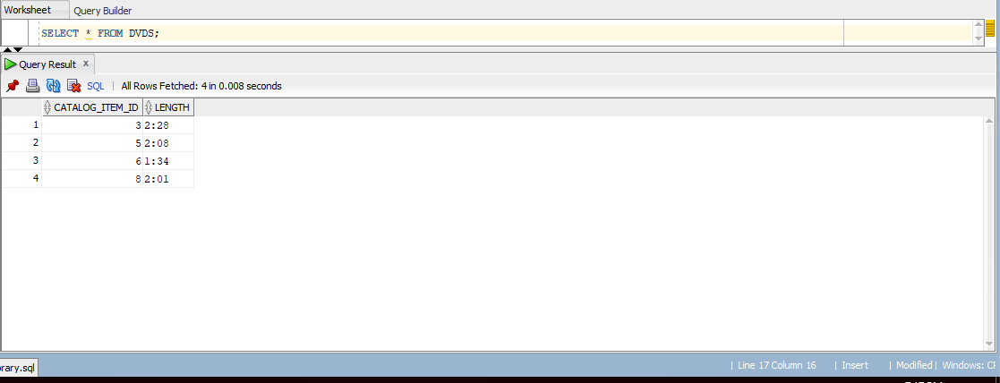 Worksheet Query Builder
SELECT * FROM DVDS;
Query Result x
SQL | All Rows Fetched: 4 in 0.008 seconds
CATALOG_ITEM_ID LENGTH
1 3 2:28
2 5 2:08
3 6 1:34
4 8 2:01
rary.sql
| Line 17 Column 16 | Insert | Modified | Windows: